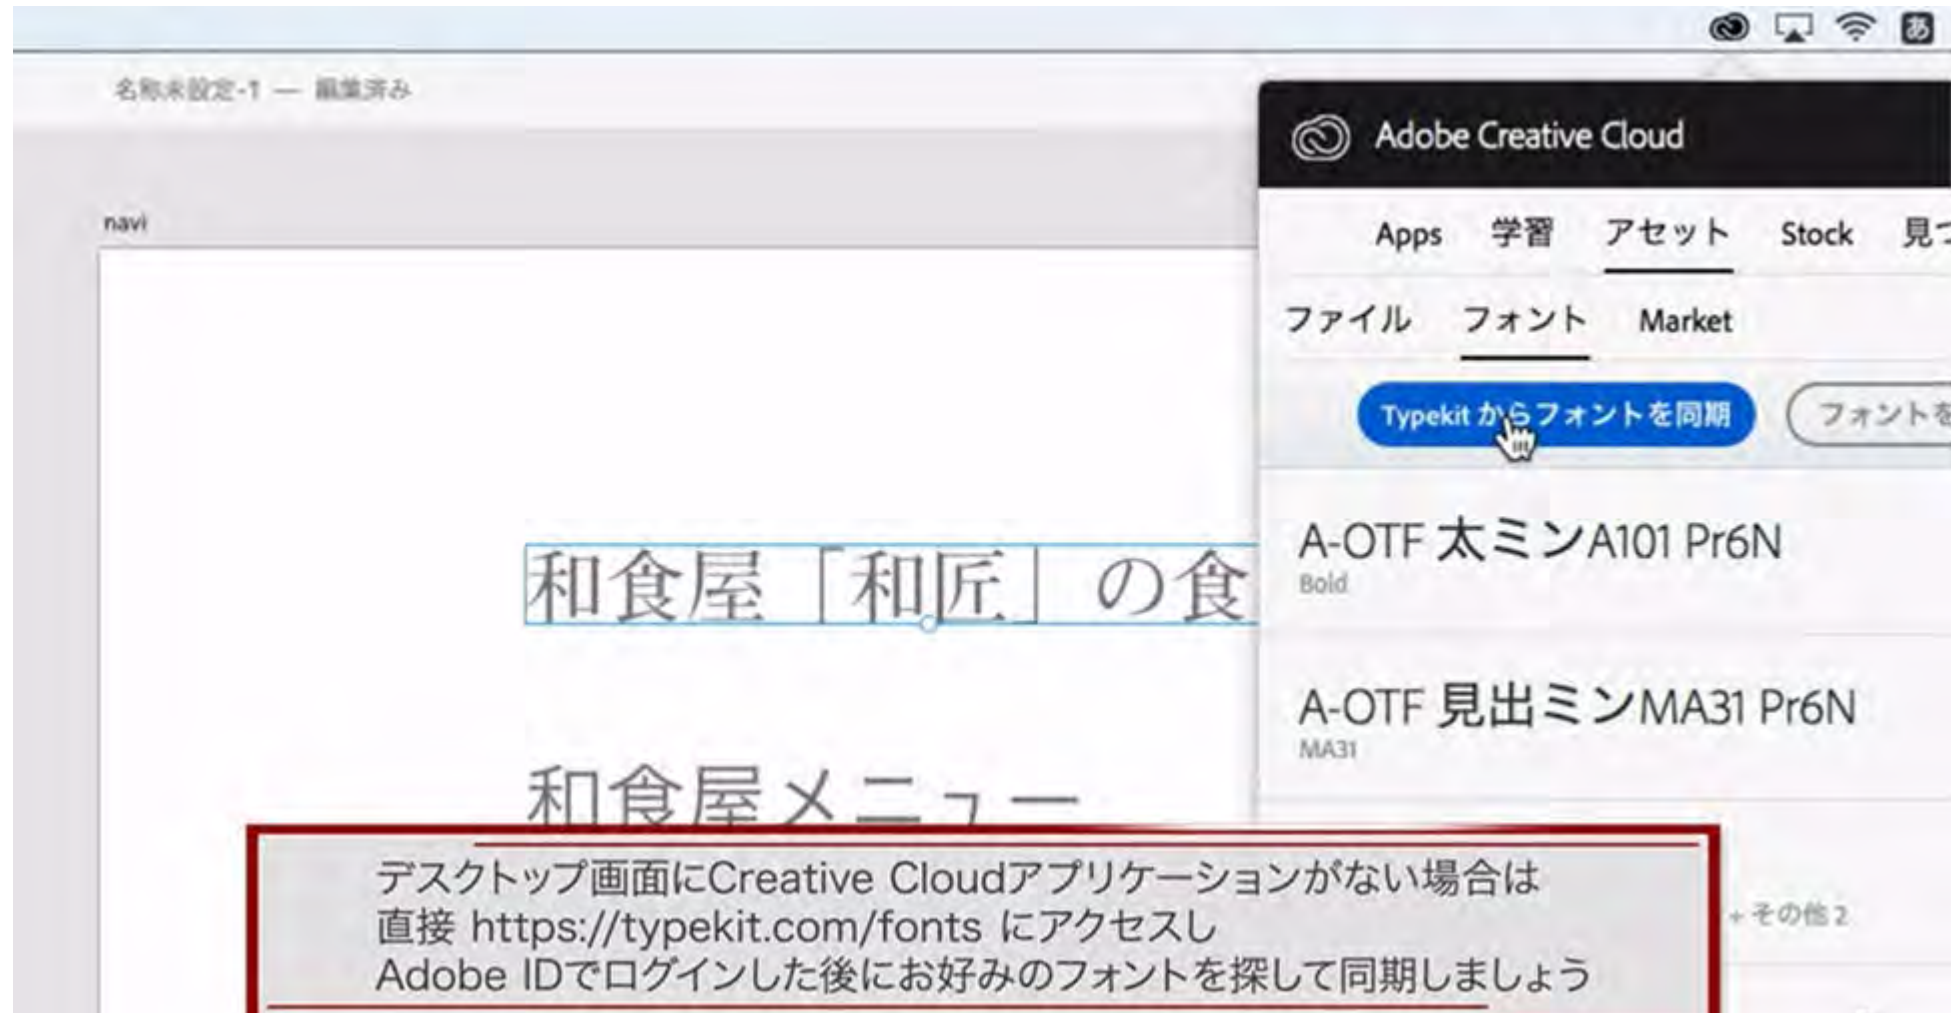 あ
名称未設定-1 — 編集済み
Adobe Creative Cloud
navi
Apps 学習 アセット Stock 見つ
ファイル フォント Market
Typekit からフォントを同期 フォントを
A-OTF 太ミンA101 Pr6N
Bold
和食屋「和匠」の食
A-OTF 見出ミンMA31 Pr6N
MA31
和食屋メニュー
デスクトップ画面にCreative Cloudアプリケーションがない場合は
直接 https://typekit.com/fonts にアクセスし
Adobe IDでログインした後にお好みのフォントを探して同期しましょう
+ その他 2